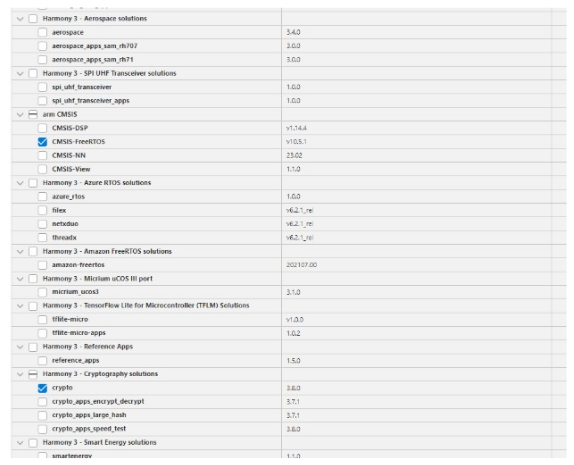 Harmony 3 - Aerospace solutions
aerospace 3.4.0
aerospace_apps_sam_rh707 3.0.0
aerospace_apps_sam_rh71 3.0.0
Harmony 3 - SPI UHF Transceiver solutions
spi_uhf_transceiver 1.0.0
spi_uhf_transceiver_apps 1.0.0
arm CMSIS
CMSIS-DSP v1.14.4
CMSIS-FreeRTOS v10.5.1
CMSIS-NN 23.02
CMSIS-View 1.1.0
Harmony 3 - Azure RTOS solutions
azure_rtos 1.0.0
filex v6.2.1_rel
netxduo v6.2.1_rel
threadx v6.2.1_rel
Harmony 3 - Amazon FreeRTOS solutions
amazon-freertos 202107.00
Harmony 3 - Micrium uCOS III port
micrium_ucos3 3.1.0
Harmony 3 - TensorFlow Lite for Microcontroller (TFLM) Solutions
tflite-micro v1.0.0
tflite-micro-apps 1.0.2
Harmony 3 - Reference Apps
reference_apps 1.5.0
Harmony 3 - Cryptography solutions
crypto 3.8.0
crypto_apps_encrypt_decrypt 3.7.1
crypto_apps_large_hash 3.7.1
crypto_apps_speed_test 3.8.0
Harmony 3 - Smart Energy solutions
smartenergy 1.1.0